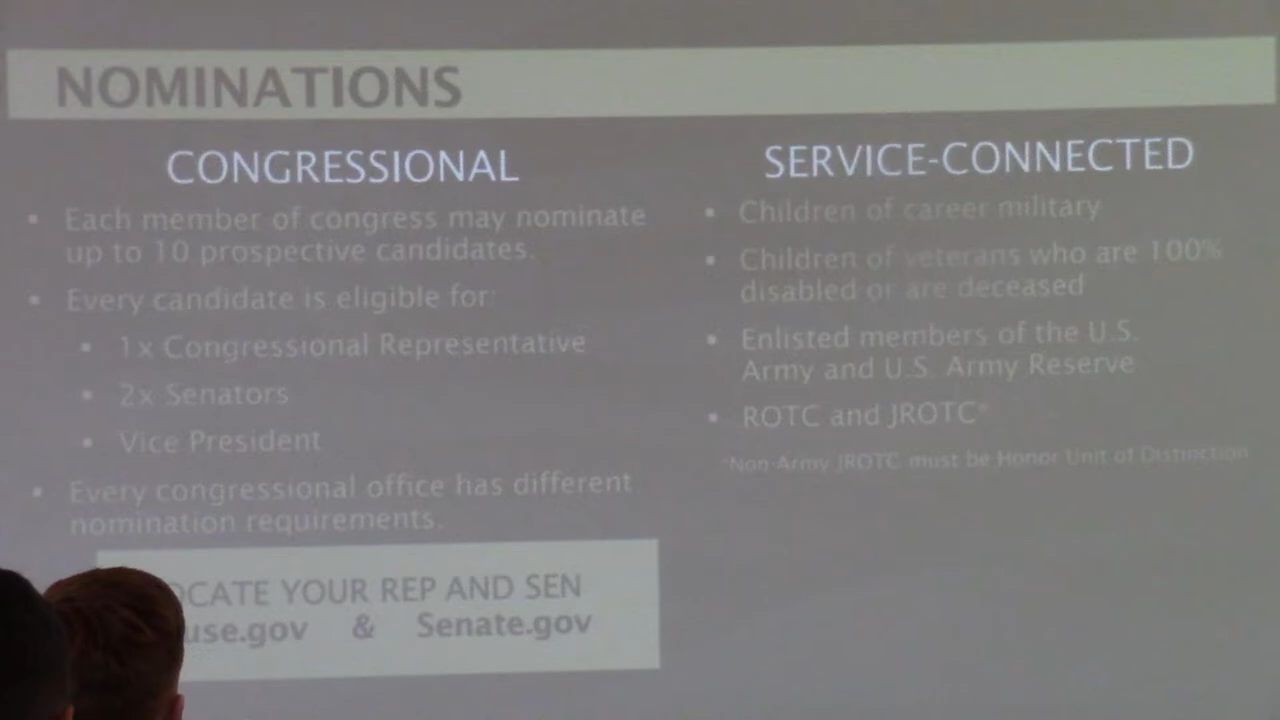 NOMINATIONS
CONGRESSIONAL
▪ Each member of congress may nominate
up to 10 prospective candidates.
▪ Every candidate is eligible for:
▪ 1x Congressional Representative
▪ 2x Senators
▪ Vice President
▪ Every congressional office has different
nomination requirements.
OCATE YOUR REP AND SEN
use.gov & Senate.gov
SERVICE-CONNECTED
▪ Children of career military
▪ Children of veterans who are 100%
disabled or are deceased
▪ Enlisted members of the U.S.
Army and U.S. Army Reserve
▪ ROTC and JROTC*
*Non-Army JROTC must be Honor Unit of Distinction